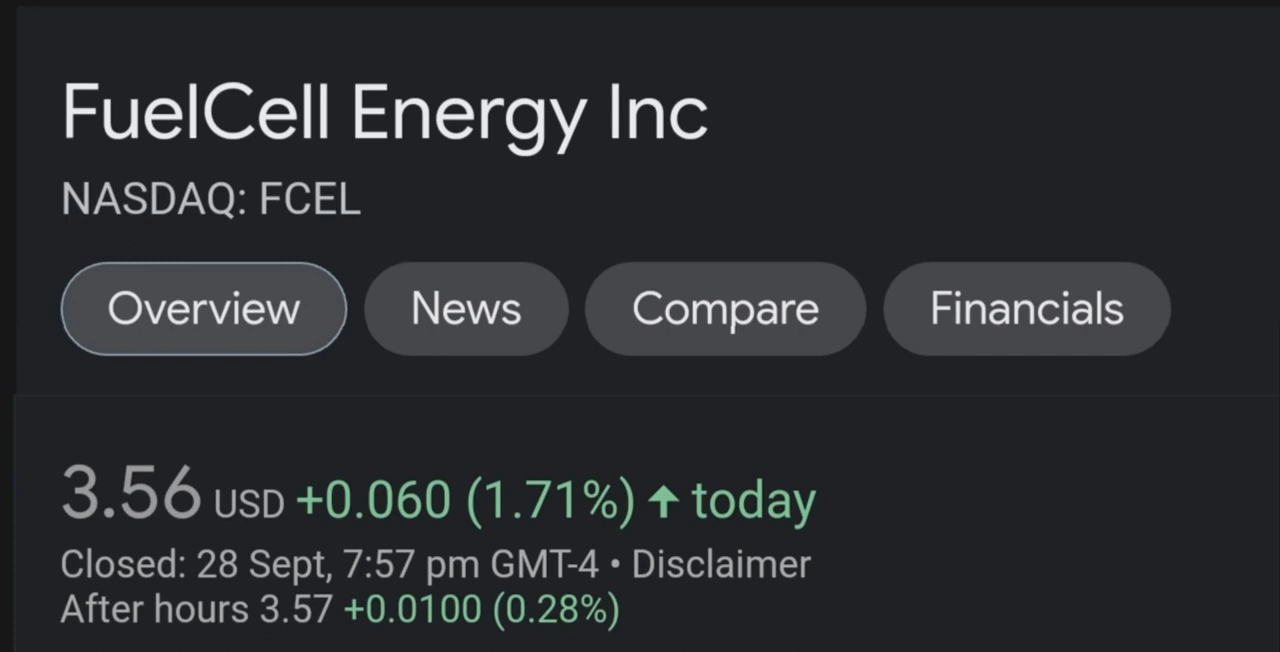 FuelCell Energy Inc
NASDAQ: FCEL
Overview News Compare Financials
3.56 USD +0.060 (1.71%) ↑ today
Closed: 28 Sept, 7:57 pm GMT-4 • Disclaimer
After hours 3.57 +0.0100 (0.28%)